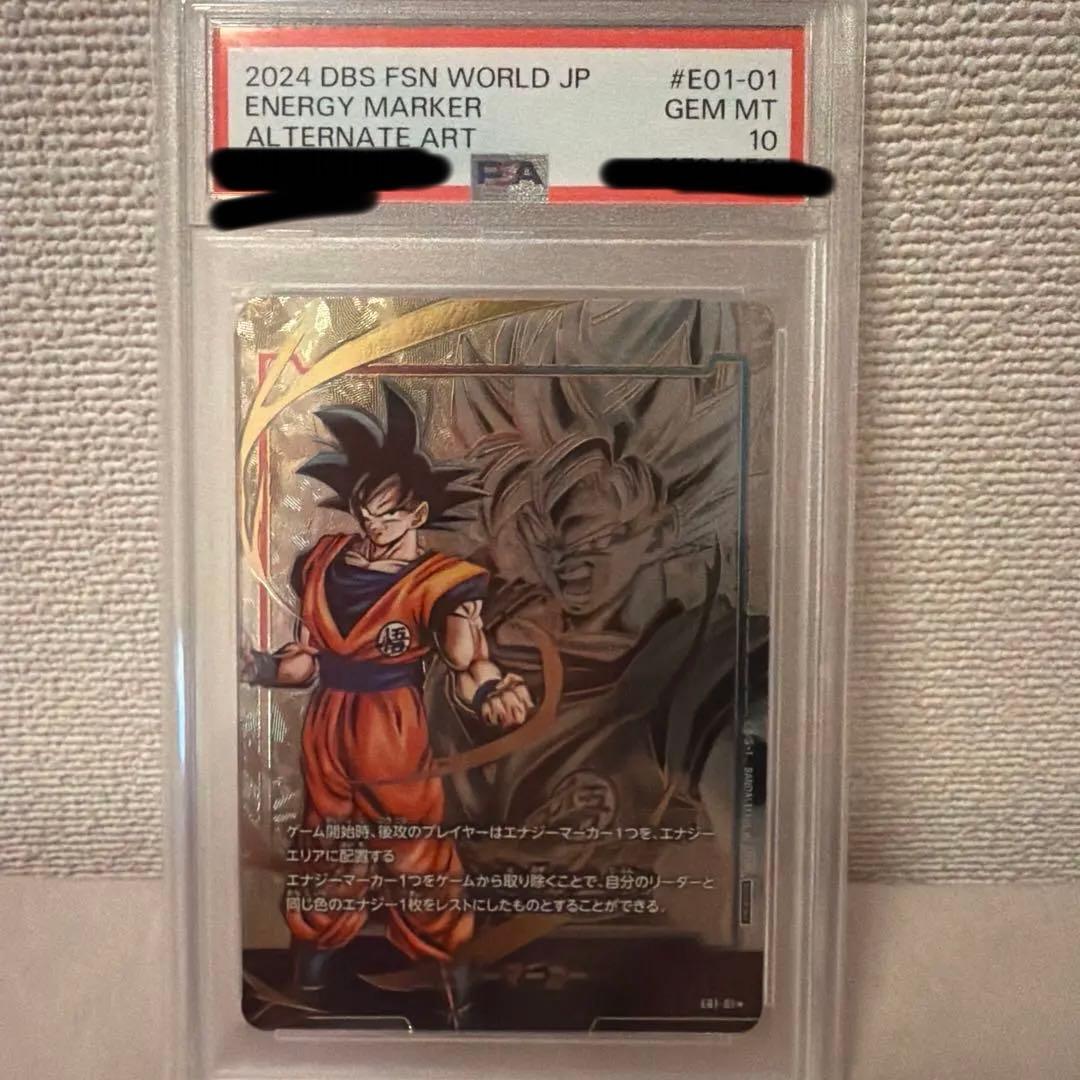 2024 DBS FSN WORLD JP #E01-01
ENERGY MARKER GEM MT
ALTERNATE ART 10
PSA
悟
悟
ゲーム開始時、後攻のプレイヤーはエナジーマーカー1つを、エナジー
エリアに配置する
エナジーマーカー1つをゲームから取り除くことで、自分のリーダーと
同じ色のエナジー1枚をレストにしたものとすることができる。
E01-01★